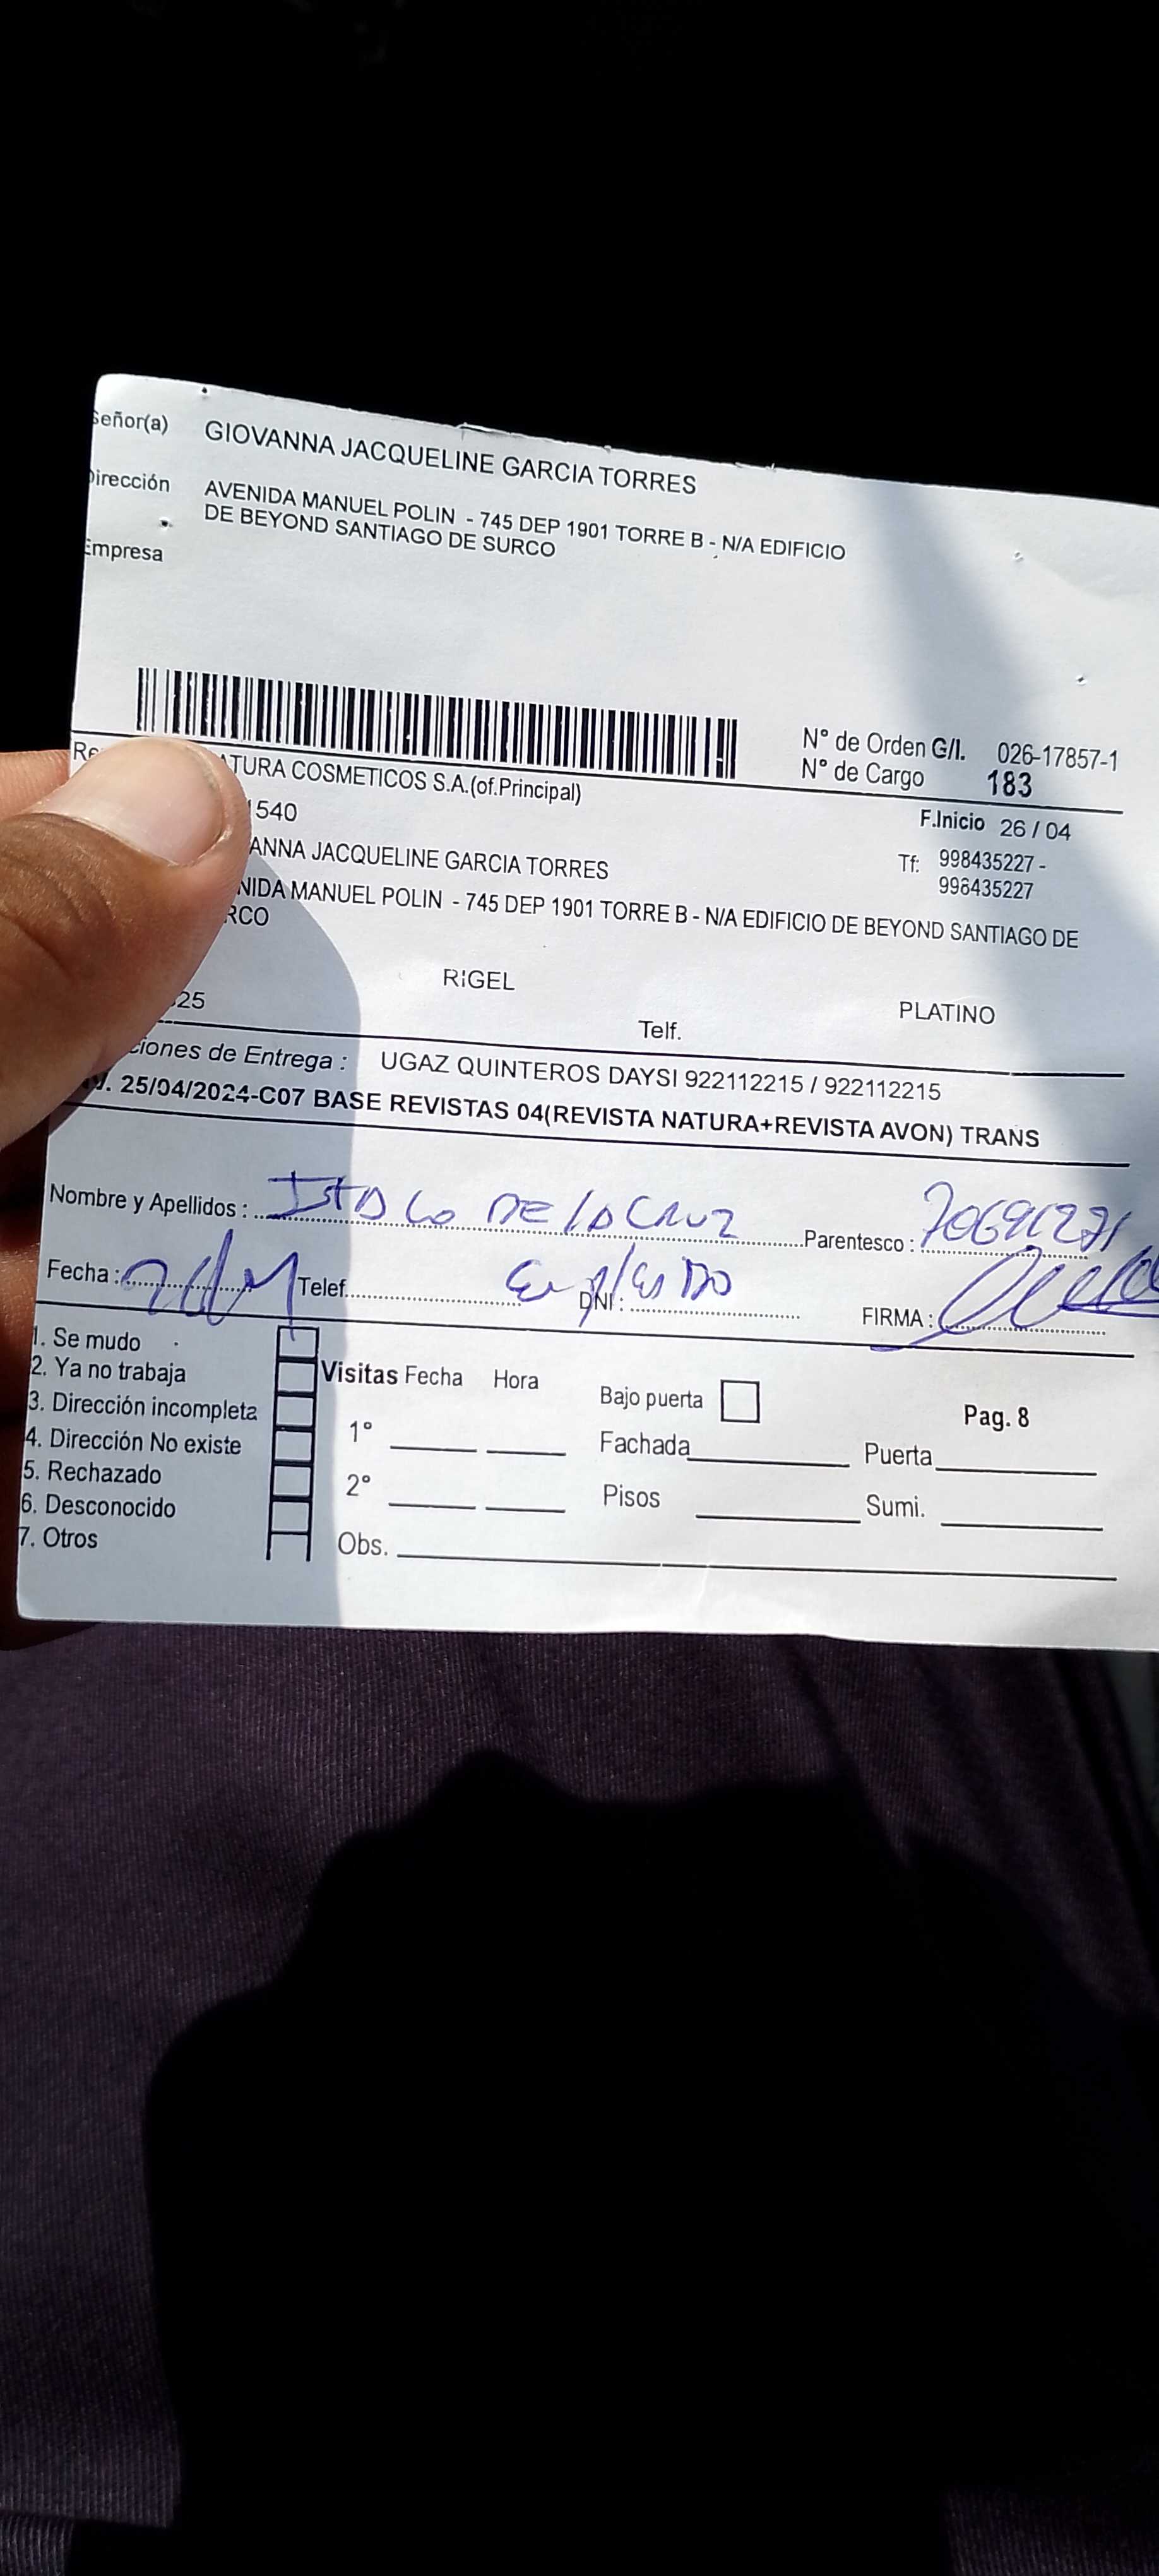 Señor(a) GIOVANNA JACQUELINE GARCIA TORRES
Dirección AVENIDA MANUEL POLIN - 745 DEP 1901 TORRE B - N/A EDIFICIO
DE BEYOND SANTIAGO DE SURCO
Empresa
N° de Orden G/I. 026-17857-1
N° de Cargo 183
ATURA COSMETICOS S.A.(of.Principal)
F.Inicio 26 / 04
1540
ANNA JACQUELINE GARCIA TORRES
Tf: 998435227 -
998435227
NIDA MANUEL POLIN - 745 DEP 1901 TORRE B - N/A EDIFICIO DE BEYOND SANTIAGO DE
RCO
RIGEL
PLATINO
25
Telf.
ciones de Entrega : UGAZ QUINTEROS DAYSI 922112215 / 922112215
. 25/04/2024-C07 BASE REVISTAS 04(REVISTA NATURA+REVISTA AVON) TRANS
Nombre y Apellidos : DE LA CRUZ Parentesco :
Fecha : Telef. DNI : FIRMA :
1. Se mudo
2. Ya no trabaja
3. Dirección incompleta
4. Dirección No existe
5. Rechazado
6. Desconocido
7. Otros
Visitas Fecha Hora
1°
2°
Obs.
Bajo puerta
Fachada
Pisos
Pag. 8
Puerta
Sumi.